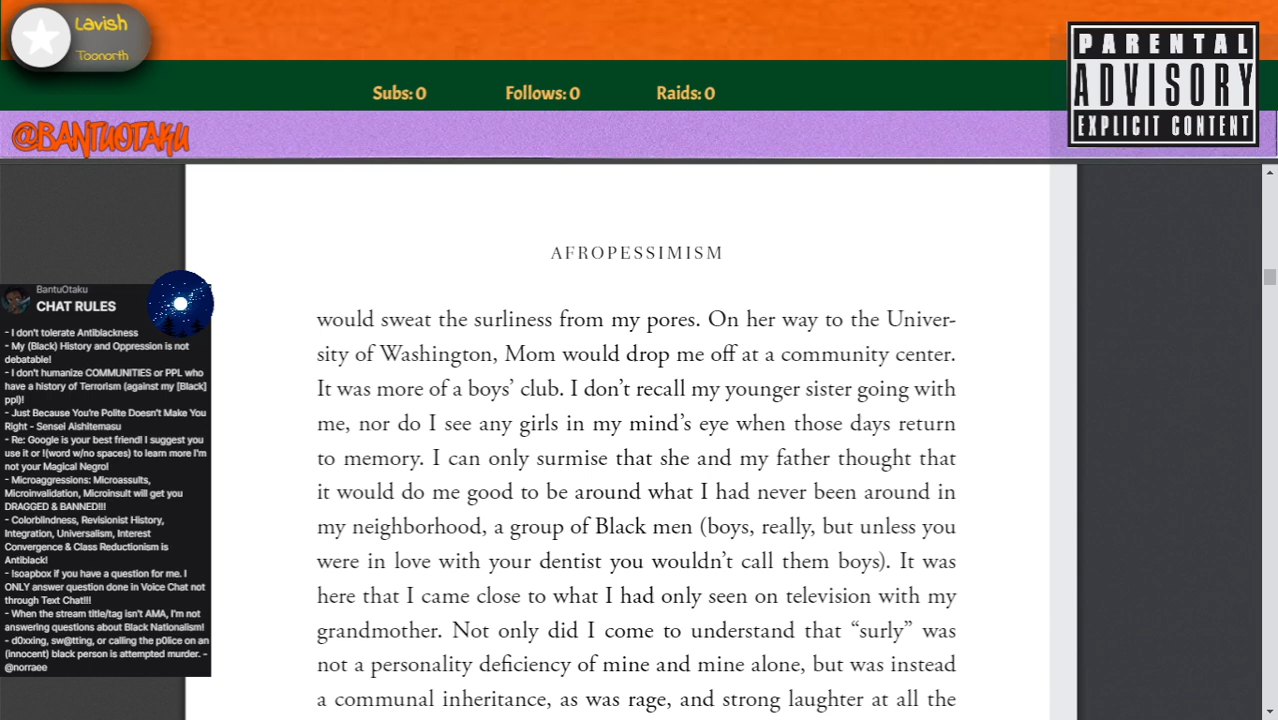 Lavish
Toonorth
Subs: 0
Follows: 0
Raids: 0
PARENTAL
ADVISORY
EXPLICIT CONTENT
@BANTUOTAKU
BantuOtaku
CHAT RULES
- I don't tolerate Antiblackness
- My (Black) History and Oppression is not
debatable!
- I don't humanize COMMUNITIES or PPL who
have a history of Terrorism (against my [Black]
ppl)!
- Just Because You're Polite Doesn't Make You
Right - Sensei Aishitemasu
- Re: Google is your best friend! I suggest you
use it or !(word w/no spaces) to learn more I'm
not your Magical Negro!
- Microaggressions: Microassults,
Microinvalidation, Microinsult will get you
DRAGGED & BANNED!!!
- Colorblindness, Revisionist History,
Integration, Universalism, Interest
Convergence & Class Reductionism is
Antiblack!
- !soapbox if you have a question for me. I
ONLY answer question done in Voice Chat not
through Text Chat!!!
- When the stream title/tag isn't AMA, I'm not
answering questions about Black Nationalism!
- d0xxing, sw@tting, or calling the p0lice on an
(innocent) black person is attempted murder. -
@norraee
AFROPESSIMISM
would sweat the surliness from my pores. On her way to the Univer-
sity of Washington, Mom would drop me off at a community center.
It was more of a boys' club. I don't recall my younger sister going with
me, nor do I see any girls in my mind's eye when those days return
to memory. I can only surmise that she and my father thought that
it would do me good to be around what I had never been around in
my neighborhood, a group of Black men (boys, really, but unless you
were in love with your dentist you wouldn't call them boys). It was
here that I came close to what I had only seen on television with my
grandmother. Not only did I come to understand that “surly” was
not a personality deficiency of mine and mine alone, but was instead
a communal inheritance, as was rage, and strong laughter at all the